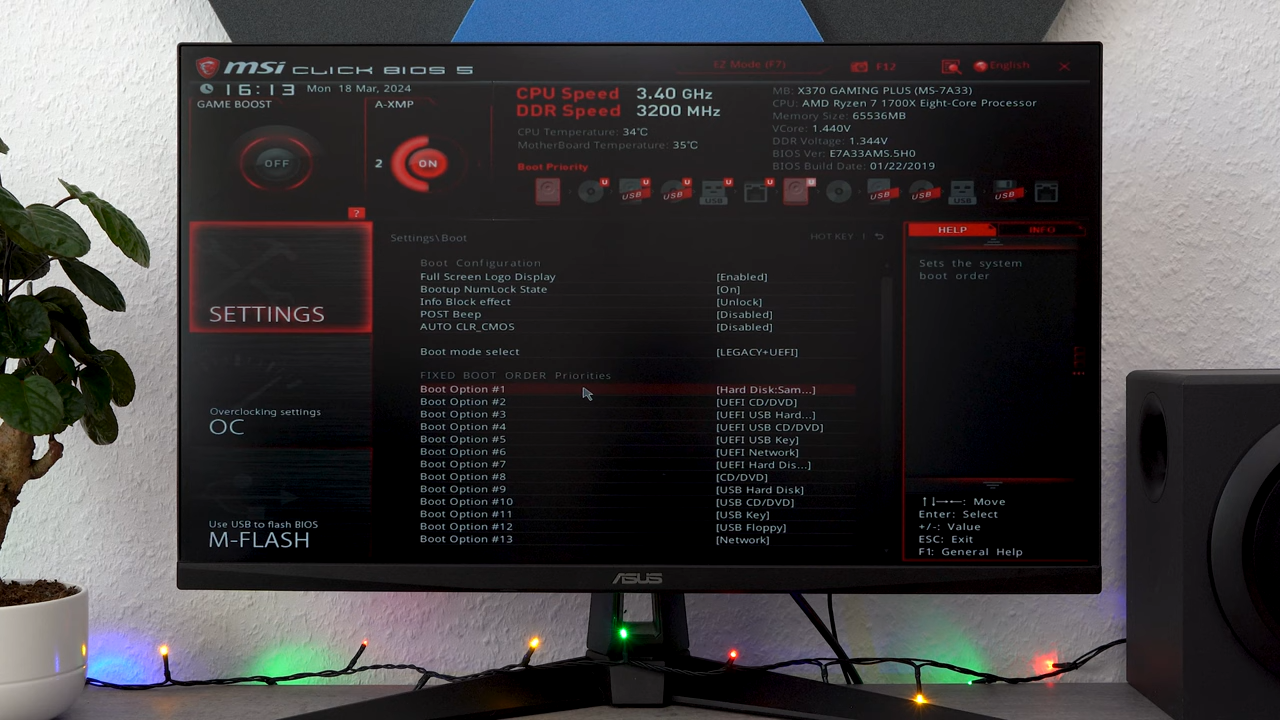 msi CLICK BIOS 5
EZ Mode (F7)
F12
English
16:13 Mon 18 Mar, 2024
GAME BOOST
OFF
A-XMP
2
ON
CPU Speed 3.40 GHz
DDR Speed 3200 MHz
CPU Temperature: 34℃
MotherBoard Temperature: 35℃
MB: X370 GAMING PLUS (MS-7A33)
CPU: AMD Ryzen 7 1700X Eight-Core Processor
Memory Size: 65536MB
VCore: 1.440V
DDR Voltage: 1.344V
BIOS Ver: E7A33AMS.5H0
BIOS Build Date: 01/22/2019
Boot Priority
U U U U U U
USB USB USB USB USB USB USB
?
SETTINGS
Overclocking settings
OC
Use USB to flash BIOS
M-FLASH
Settings\Boot
HOT KEY
Boot Configuration
Full Screen Logo Display [Enabled]
Bootup NumLock State [On]
Info Block effect [Unlock]
POST Beep [Disabled]
AUTO CLR_CMOS [Disabled]
Boot mode select [LEGACY+UEFI]
FIXED BOOT ORDER Priorities
Boot Option #1 [Hard Disk:Sam...]
Boot Option #2 [UEFI CD/DVD]
Boot Option #3 [UEFI USB Hard...]
Boot Option #4 [UEFI USB CD/DVD]
Boot Option #5 [UEFI USB Key]
Boot Option #6 [UEFI Network]
Boot Option #7 [UEFI Hard Dis...]
Boot Option #8 [CD/DVD]
Boot Option #9 [USB Hard Disk]
Boot Option #10 [USB CD/DVD]
Boot Option #11 [USB Key]
Boot Option #12 [USB Floppy]
Boot Option #13 [Network]
HELP
INFO
Sets the system
boot order
↑↓→←: Move
Enter: Select
+/-: Value
ESC: Exit
F1: General Help
ASUS